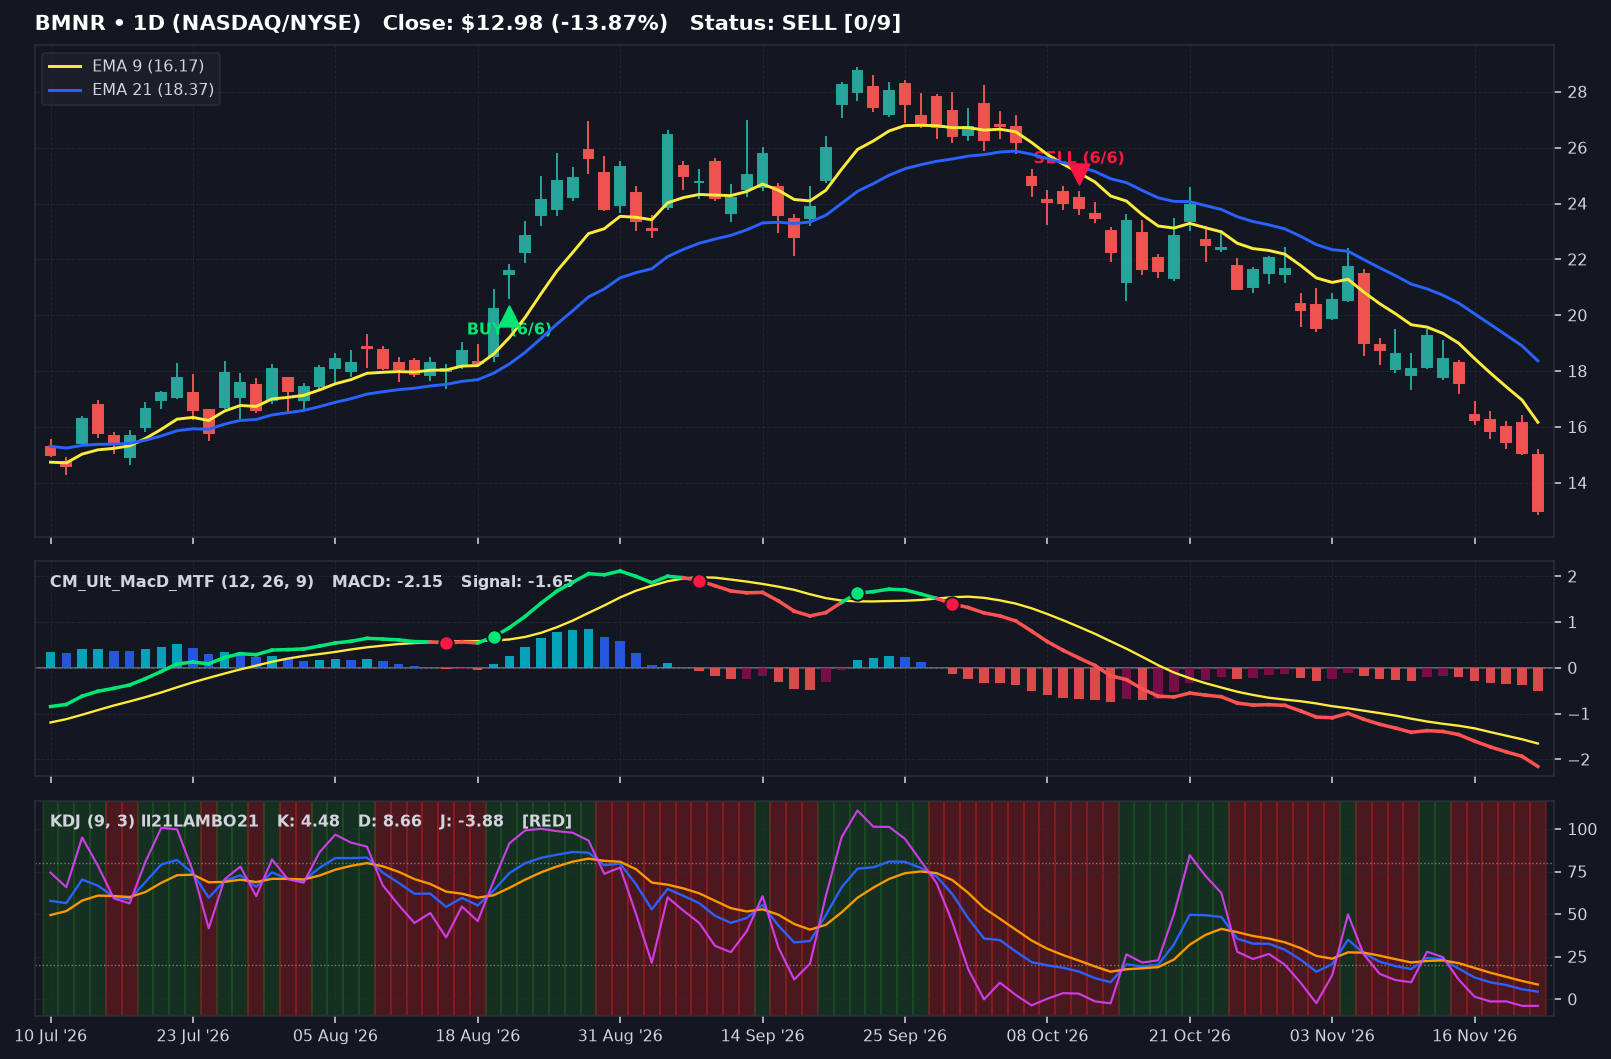 BMNR • 1D (NASDAQ/NYSE)   Close: $12.98 (-13.87%)   Status: SELL [0/9]
EMA 9 (16.17)
EMA 21 (18.37)
28
26
24
22
20
18
16
14
SELL (6/6)
BUY (6/6)
CM_Ult_MacD_MTF (12, 26, 9)   MACD: -2.15   Signal: -1.65
2
1
0
−1
−2
KDJ (9, 3) II21LAMBO21   K: 4.48   D: 8.66   J: -3.88   [RED]
100
75
50
25
0
10 Jul '26
23 Jul '26
05 Aug '26
18 Aug '26
31 Aug '26
14 Sep '26
25 Sep '26
08 Oct '26
21 Oct '26
03 Nov '26
16 Nov '26